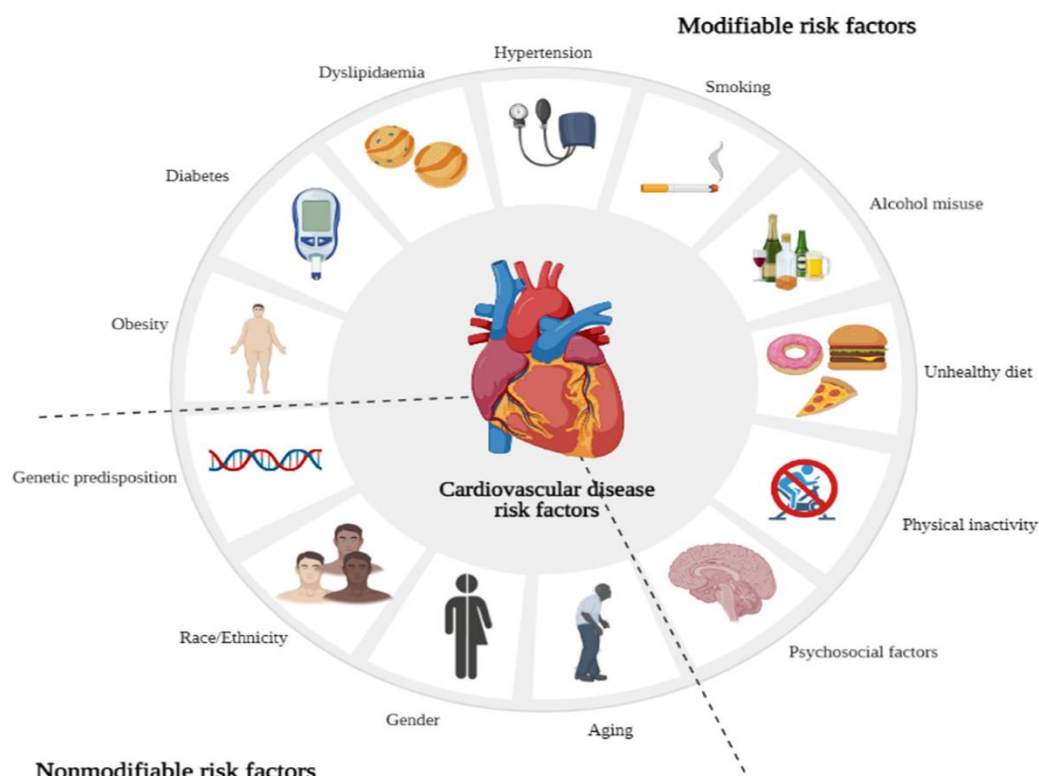 Modifiable risk factors
Hypertension
Dyslipidaemia
Smoking
Diabetes
Alcohol misuse
Obesity
Unhealthy diet
Genetic predisposition
Cardiovascular disease
risk factors
Physical inactivity
Race/Ethnicity
Psychosocial factors
Gender
Aging
Nonmodifiable risk factors